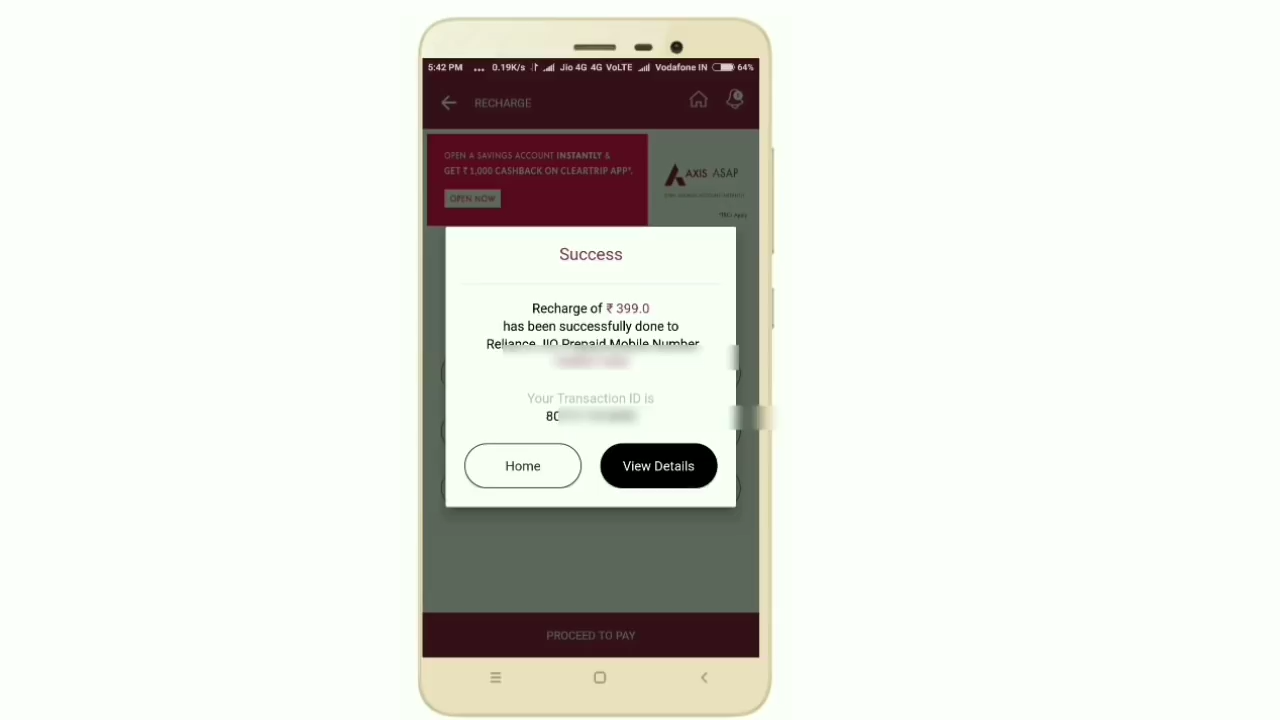 5:42 PM ... 0.19K/s Jio 4G 4G VoLTE Vodafone IN 64%
RECHARGE
OPEN A SAVINGS ACCOUNT INSTANTLY &
GET ₹ 1,000 CASHBACK ON CLEARTRIP APP*.
OPEN NOW
AXIS ASAP
*T&C Apply
Success
Recharge of ₹ 399.0
has been successfully done to
Reliance JIO Prepaid Mobile Number
Your Transaction ID is
80
Home
View Details
PROCEED TO PAY